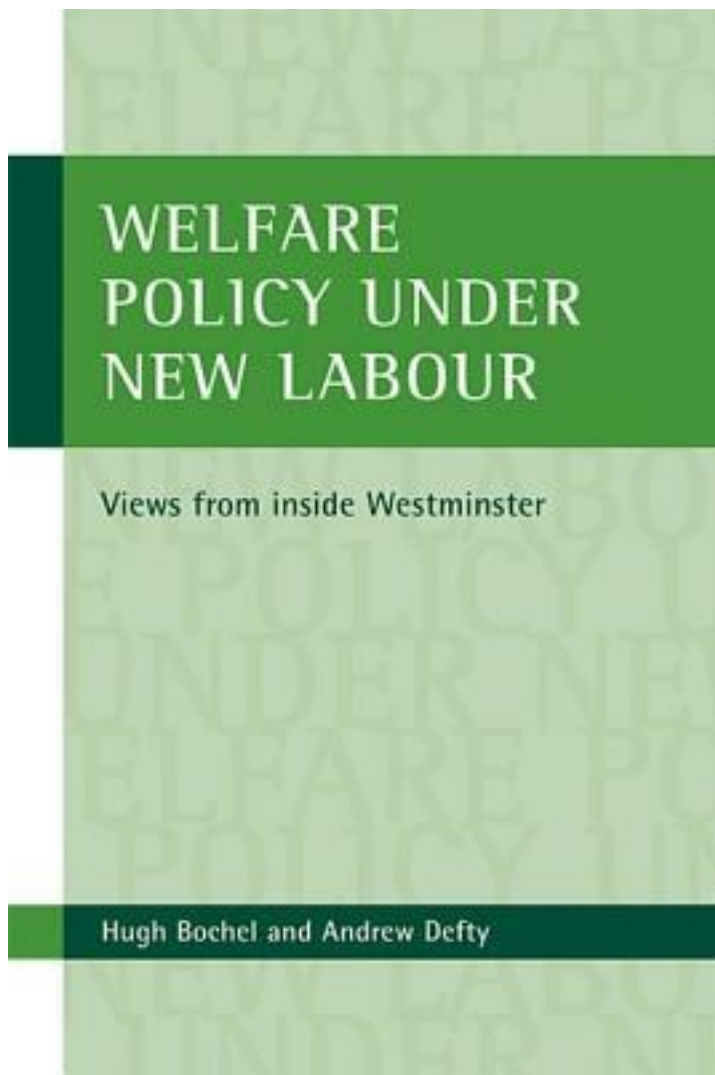 WELFARE
POLICY UNDER
NEW LABOUR
Views from inside Westminster
Hugh Bochel and Andrew Defty